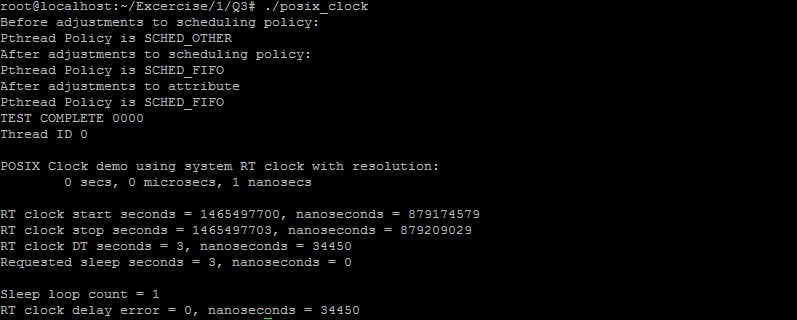 root@localhost:~/Excercise/1/Q3# ./posix_clock
Before adjustments to scheduling policy:
Pthread Policy is SCHED_OTHER
After adjustments to scheduling policy:
Pthread Policy is SCHED_FIFO
After adjustments to attribute
Pthread Policy is SCHED_FIFO
TEST COMPLETE 0000
Thread ID 0
POSIX Clock demo using system RT clock with resolution:
0 secs, 0 microsecs, 1 nanosecs
RT clock start seconds = 1465497700, nanoseconds = 879174579
RT clock stop seconds = 1465497703, nanoseconds = 879209029
RT clock DT seconds = 3, nanoseconds = 34450
Requested sleep seconds = 3, nanoseconds = 0
Sleep loop count = 1
RT clock delay error = 0, nanoseconds = 34450